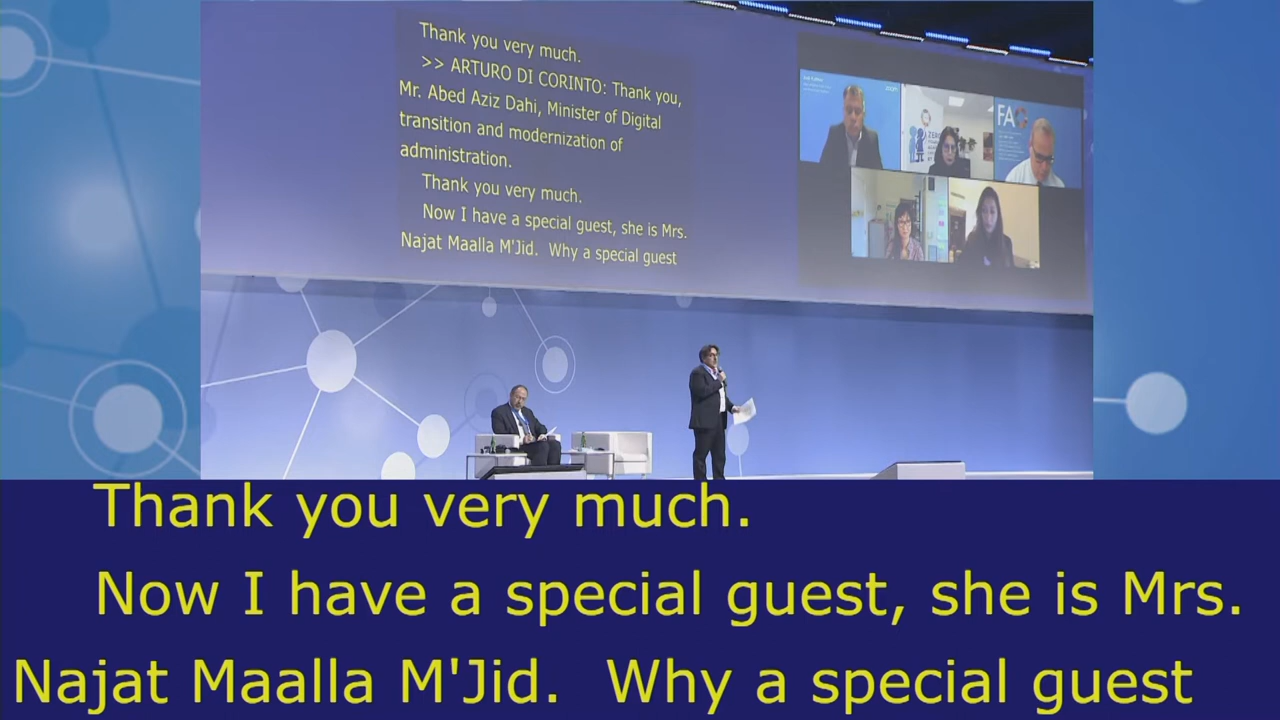 Thank you very much.
>> ARTURO DI CORINTO: Thank you,
Mr. Abed Aziz Dahi, Minister of Digital
transition and modernization of
administration.
Thank you very much.
Now I have a special guest, she is Mrs.
Najat Maalla M'Jid.  Why a special guest
FAO
Thank you very much.
Now I have a special guest, she is Mrs.
Najat Maalla M'Jid.  Why a special guest